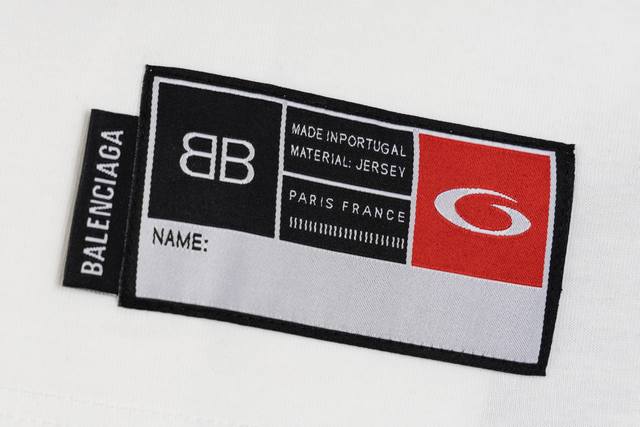 BALENCIAGA
BB
MADE INPORTUGAL
MATERIAL: JERSEY
PARIS FRANCE
NAME: